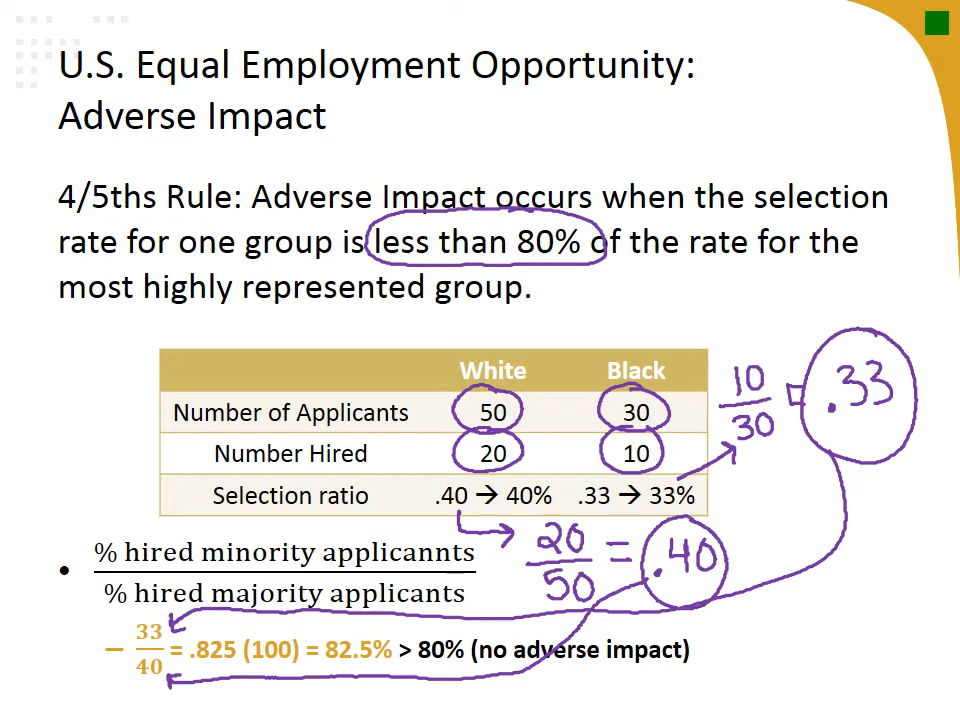 U.S. Equal Employment Opportunity:
Adverse Impact
4/5ths Rule: Adverse Impact occurs when the selection
rate for one group is less than 80% of the rate for the
most highly represented group.
White Black
Number of Applicants 50 30
Number Hired 20 10
Selection ratio .40 → 40% .33 → 33%
10
30
= .33
20
50
= .40
• % hired minority applicannts
% hired majority applicants
– 33
40
= .825 (100) = 82.5% > 80% (no adverse impact)